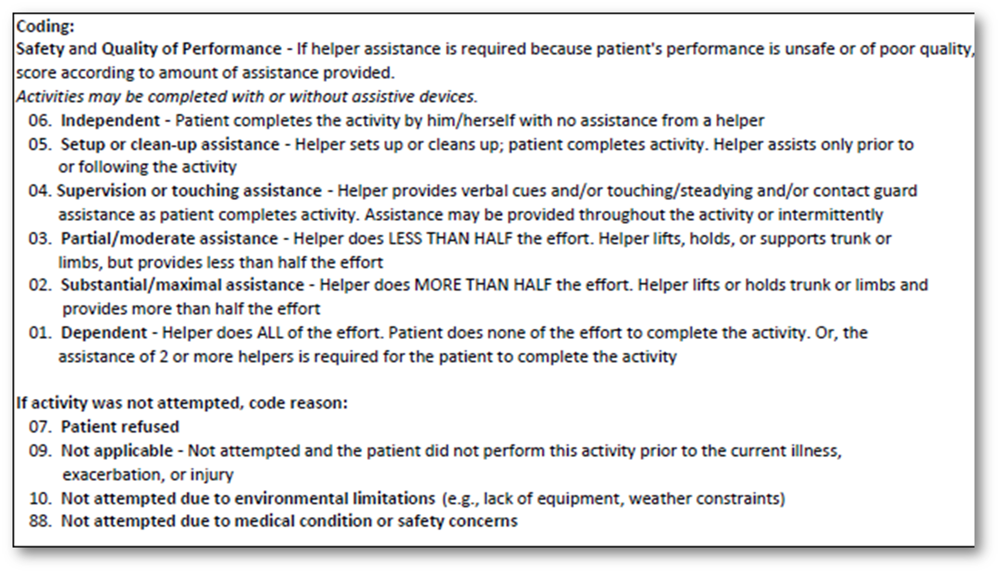 Coding:
Safety and Quality of Performance - If helper assistance is required because patient's performance is unsafe or of poor quality,
score according to amount of assistance provided.
Activities may be completed with or without assistive devices.
06. Independent - Patient completes the activity by him/herself with no assistance from a helper
05. Setup or clean-up assistance - Helper sets up or cleans up; patient completes activity. Helper assists only prior to
or following the activity
04. Supervision or touching assistance - Helper provides verbal cues and/or touching/steadying and/or contact guard
assistance as patient completes activity. Assistance may be provided throughout the activity or intermittently
03. Partial/moderate assistance - Helper does LESS THAN HALF the effort. Helper lifts, holds, or supports trunk or
limbs, but provides less than half the effort
02. Substantial/maximal assistance - Helper does MORE THAN HALF the effort. Helper lifts or holds trunk or limbs and
provides more than half the effort
01. Dependent - Helper does ALL of the effort. Patient does none of the effort to complete the activity. Or, the
assistance of 2 or more helpers is required for the patient to complete the activity
If activity was not attempted, code reason:
07. Patient refused
09. Not applicable - Not attempted and the patient did not perform this activity prior to the current illness,
exacerbation, or injury
10. Not attempted due to environmental limitations (e.g., lack of equipment, weather constraints)
88. Not attempted due to medical condition or safety concerns